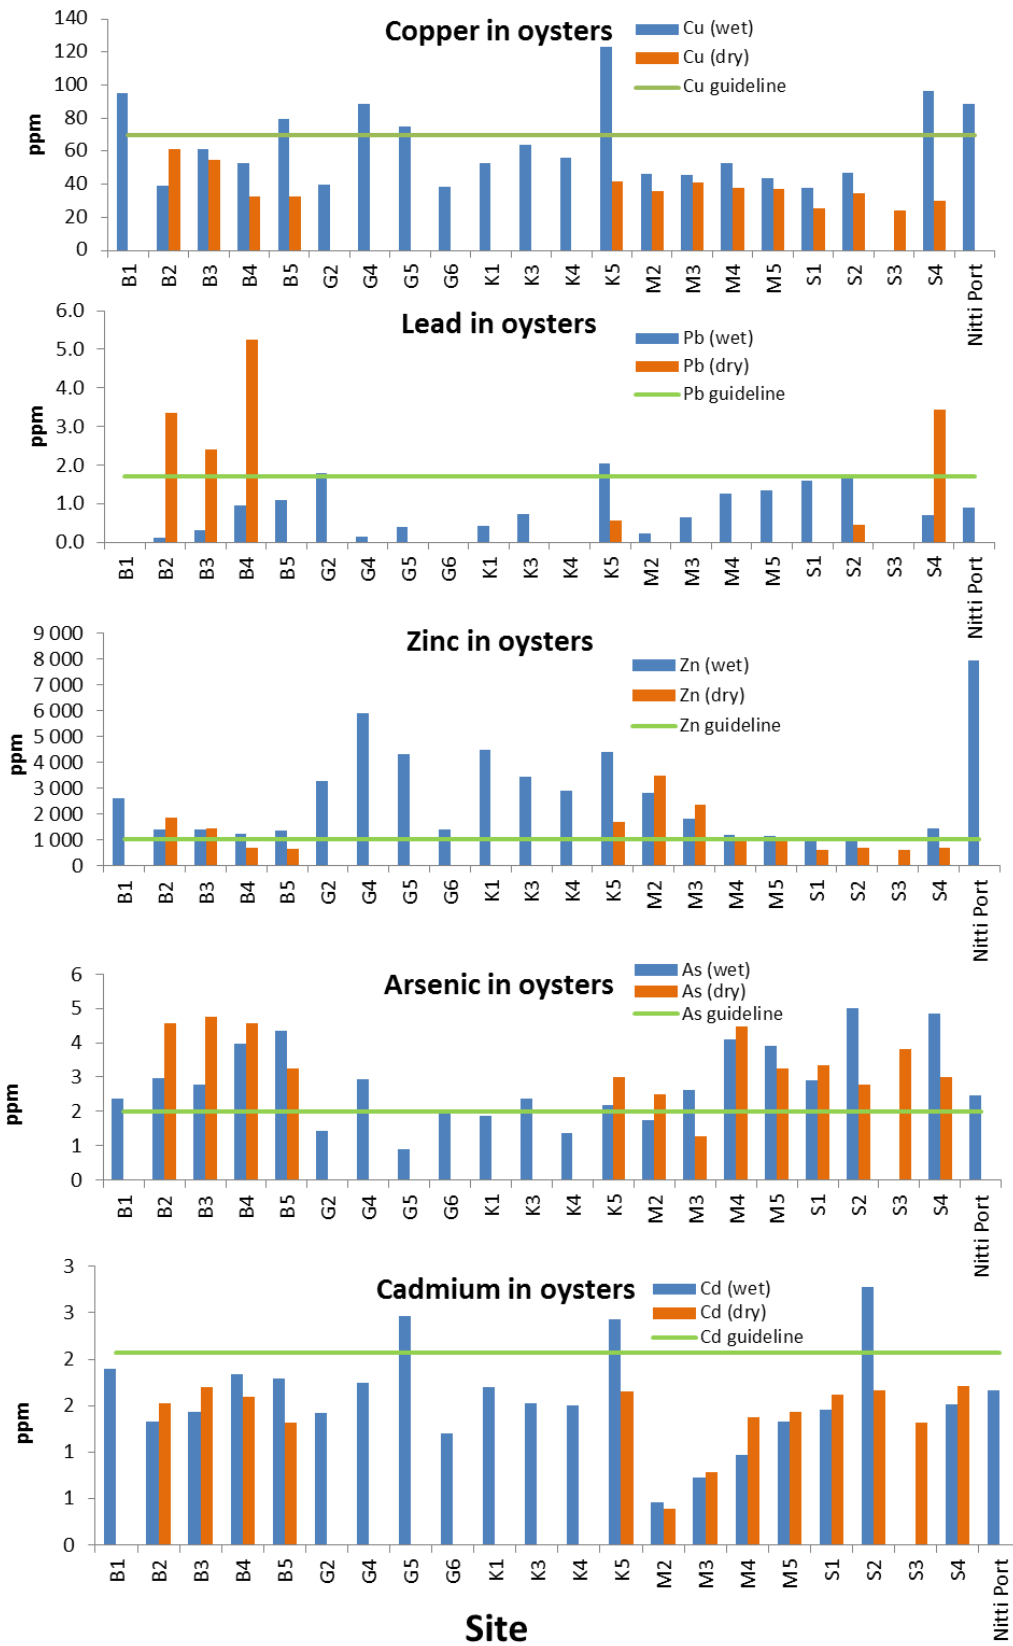 Copper in oysters
Cu (wet)
Cu (dry)
Cu guideline
ppm
140
120
100
80
60
40
20
0
B1 B2 B3 B4 B5 G2 G4 G5 G6 K1 K3 K4 K5 M2 M3 M4 M5 S1 S2 S3 S4 Nitti Port
Lead in oysters
Pb (wet)
Pb (dry)
Pb guideline
ppm
6.0
5.0
4.0
3.0
2.0
1.0
0.0
B1 B2 B3 B4 B5 G2 G4 G5 G6 K1 K3 K4 K5 M2 M3 M4 M5 S1 S2 S3 S4 Nitti Port
Zinc in oysters
Zn (wet)
Zn (dry)
Zn guideline
ppm
9 000
8 000
7 000
6 000
5 000
4 000
3 000
2 000
1 000
0
B1 B2 B3 B4 B5 G2 G4 G5 G6 K1 K3 K4 K5 M2 M3 M4 M5 S1 S2 S3 S4 Nitti Port
Arsenic in oysters
As (wet)
As (dry)
As guideline
ppm
6
5
4
3
2
1
0
B1 B2 B3 B4 B5 G2 G4 G5 G6 K1 K3 K4 K5 M2 M3 M4 M5 S1 S2 S3 S4 Nitti Port
Cadmium in oysters
Cd (wet)
Cd (dry)
Cd guideline
ppm
3
3
2
2
1
1
0
B1 B2 B3 B4 B5 G2 G4 G5 G6 K1 K3 K4 K5 M2 M3 M4 M5 S1 S2 S3 S4 Nitti Port
Site